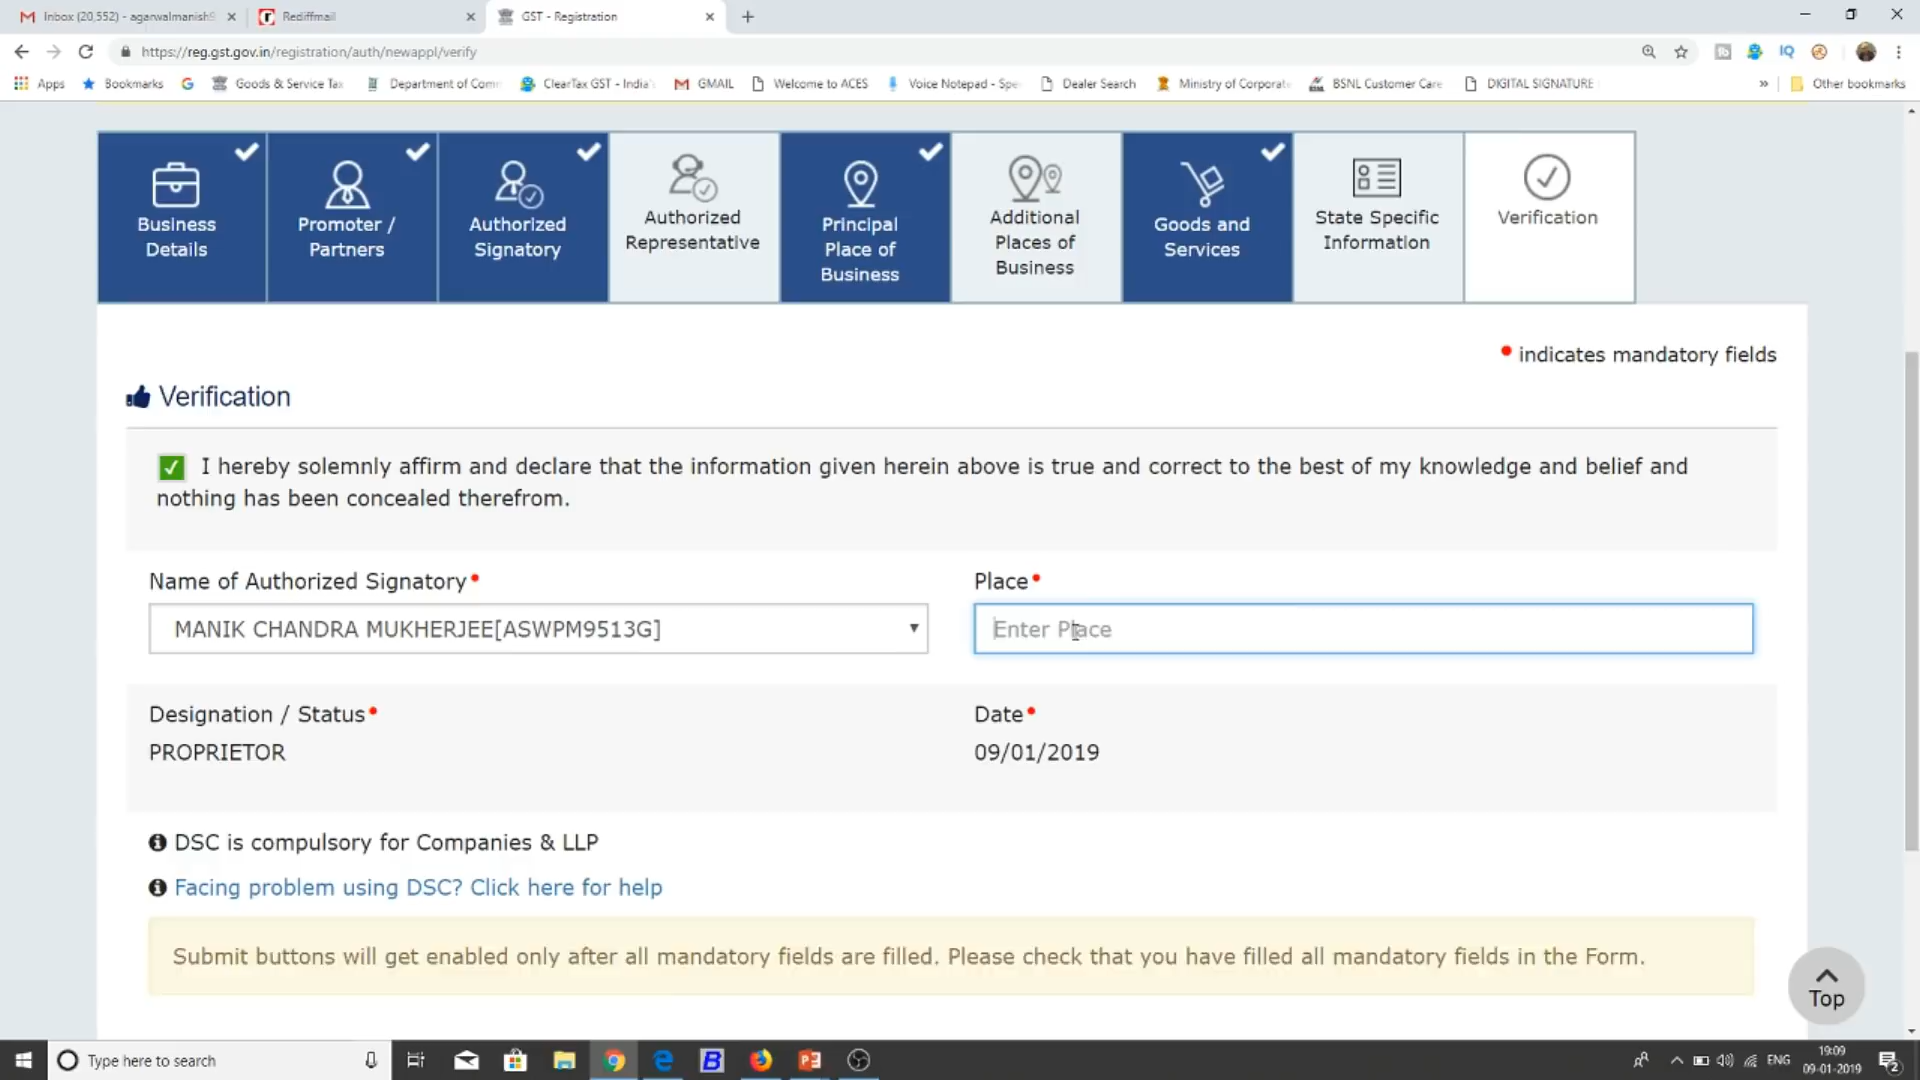 Inbox (20,552) - agarwalmanish9
Rediffmail
GST - Registration
https://reg.gst.gov.in/registration/auth/newappl/verify
Apps
Bookmarks
Goods & Service Tax
Department of Comm
ClearTax GST - India'
GMAIL
Welcome to ACES
Voice Notepad - Spe
Dealer Search
Ministry of Corporate
BSNL Customer Care
DIGITAL SIGNATURE
Other bookmarks
Business
Details
Promoter /
Partners
Authorized
Signatory
Authorized
Representative
Principal
Place of
Business
Additional
Places of
Business
Goods and
Services
State Specific
Information
Verification
• indicates mandatory fields
Verification
I hereby solemnly affirm and declare that the information given herein above is true and correct to the best of my knowledge and belief and
nothing has been concealed therefrom.
Name of Authorized Signatory•
Place•
MANIK CHANDRA MUKHERJEE[ASWPM9513G]
Enter Place
Designation / Status•
Date•
PROPRIETOR
09/01/2019
DSC is compulsory for Companies & LLP
Facing problem using DSC? Click here for help
Submit buttons will get enabled only after all mandatory fields are filled. Please check that you have filled all mandatory fields in the Form.
Top
Type here to search
ENG
19:09
09-01-2019
2